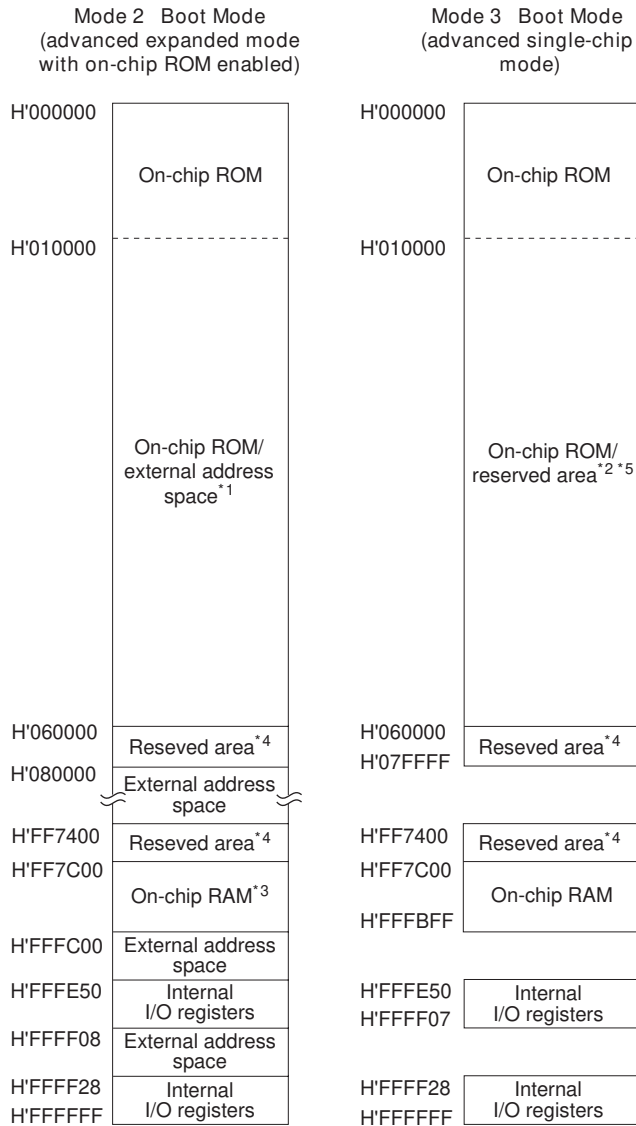 Mode 2 Boot Mode
(advanced expanded mode
with on-chip ROM enabled)
H'000000
On-chip ROM
H'010000
On-chip ROM/
external address
space*1
H'060000
Reseved area*4
H'080000
External address
space
H'FF7400
Reseved area*4
H'FF7C00
On-chip RAM*3
H'FFFC00
External address
space
H'FFFE50
Internal
I/O registers
H'FFFF08
External address
space
H'FFFF28
Internal
I/O registers
H'FFFFFF
Mode 3 Boot Mode
(advanced single-chip
mode)
H'000000
On-chip ROM
H'010000
On-chip ROM/
reserved area*2 *5
H'060000
Reseved area*4
H'07FFFF
H'FF7400
Reseved area*4
H'FF7C00
On-chip RAM
H'FFFBFF
H'FFFE50
Internal
I/O registers
H'FFFF07
H'FFFF28
Internal
I/O registers
H'FFFFFF